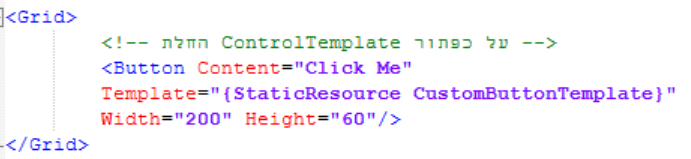 <Grid>
<!-- החלת ControlTemplate על כפתור -->
<Button Content="Click Me"
Template="{StaticResource CustomButtonTemplate}"
Width="200" Height="60"/>
</Grid>